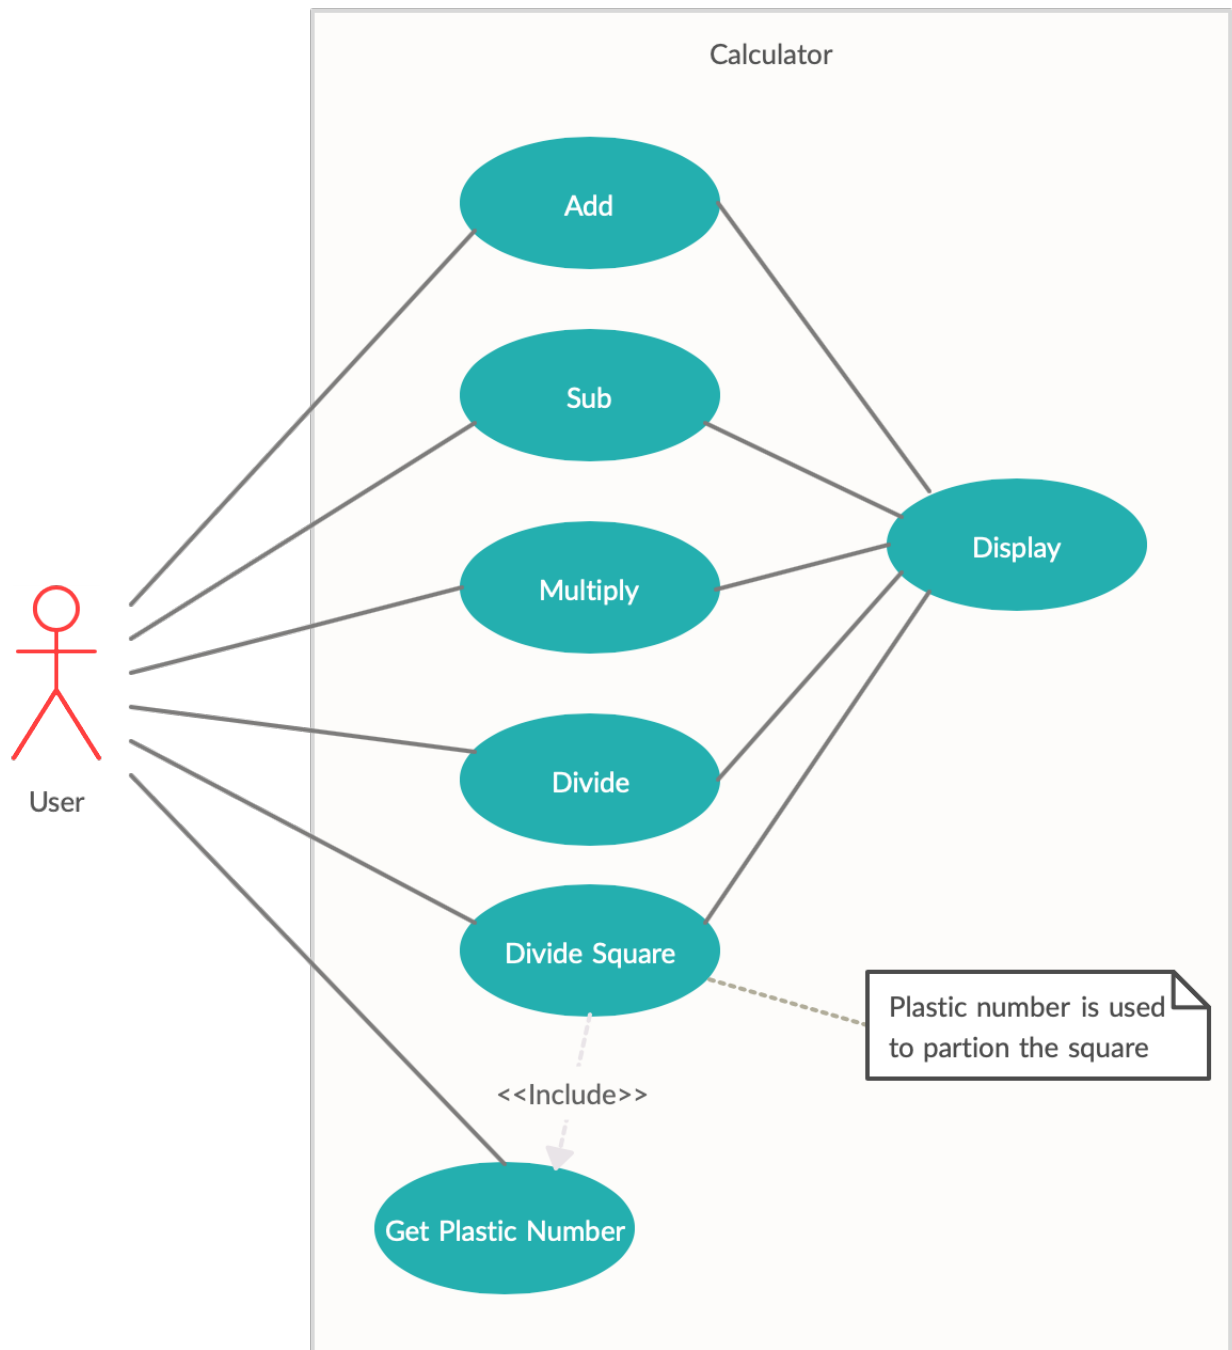 Calculator
Add
Sub
Multiply
Display
Divide
User
Divide Square
Plastic number is used
to partion the square
<<Include>>
Get Plastic Number